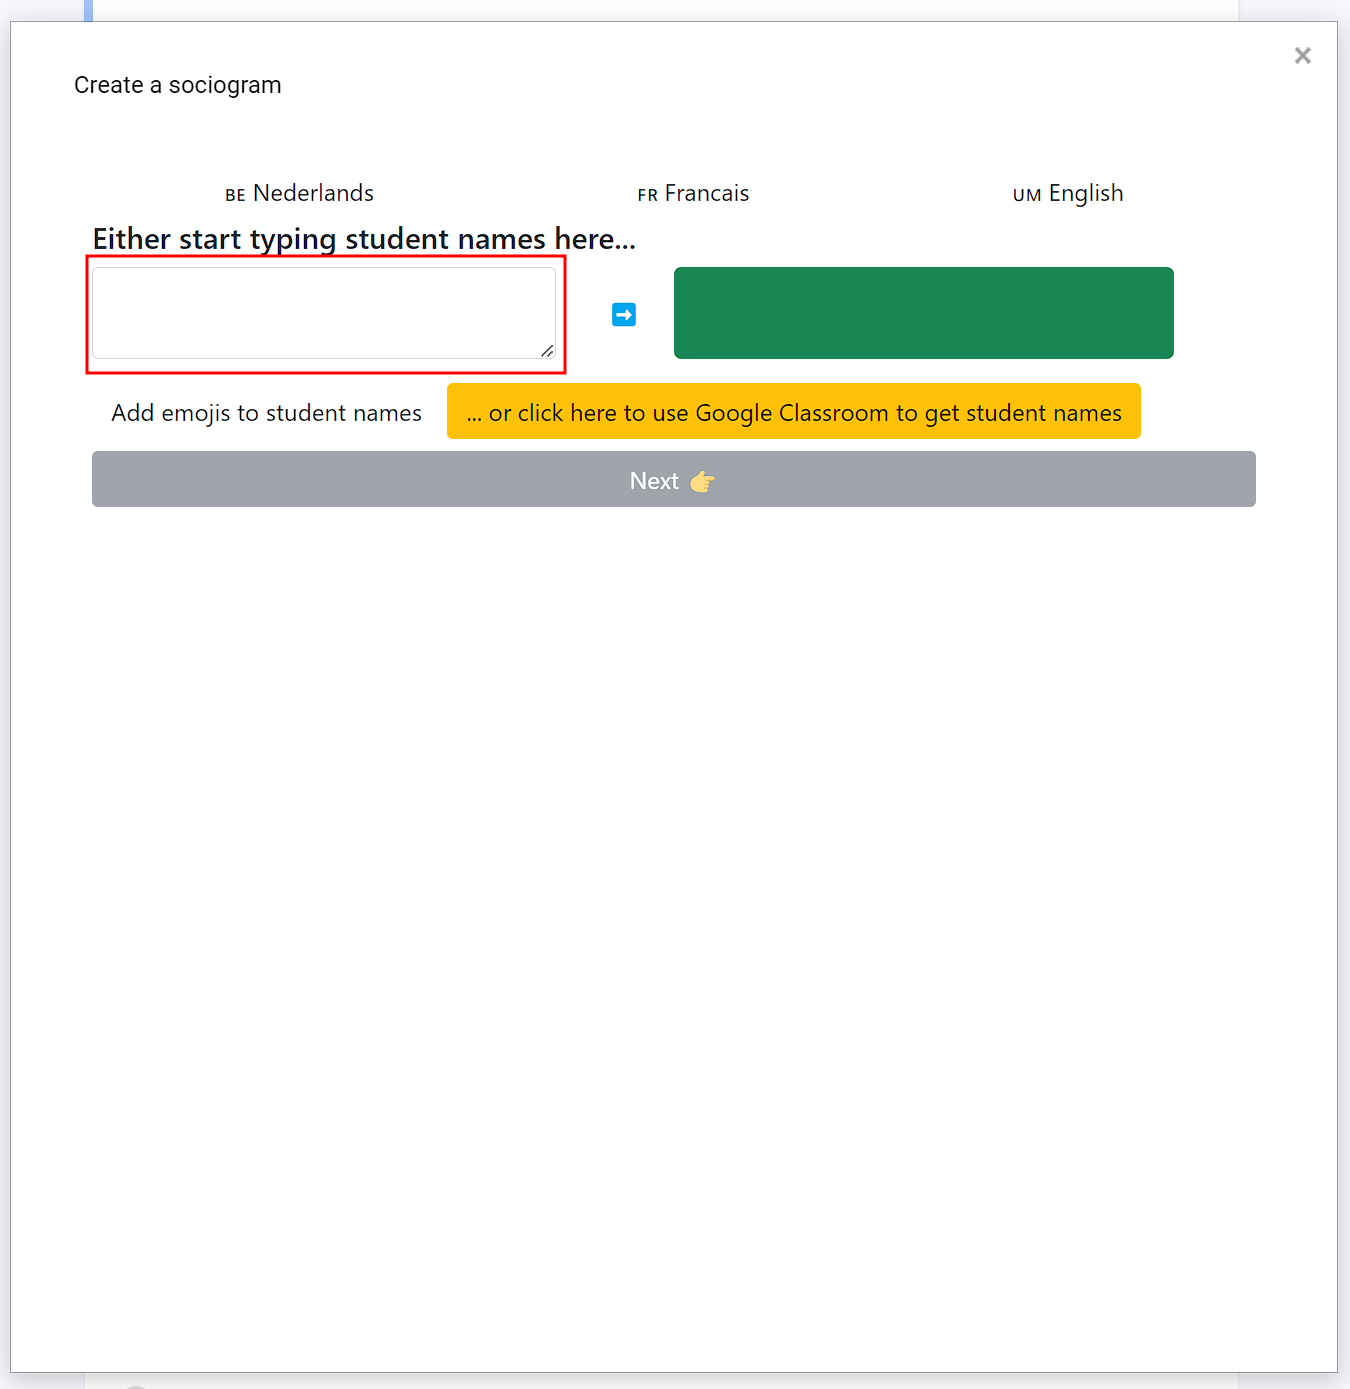 Create a sociogram
BE Nederlands FR Francais UM English
Either start typing student names here...
Add emojis to student names ... or click here to use Google Classroom to get student names
Next 👉